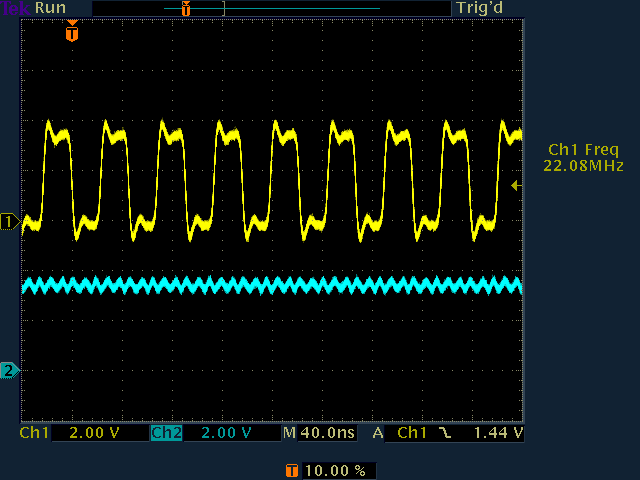 Tek Run Trig'd
T
T
Ch1 Freq
22.08MHz
1
2
Ch1 2.00 V Ch2 2.00 V M 40.0ns A Ch1 1.44 V
T 10.00 %